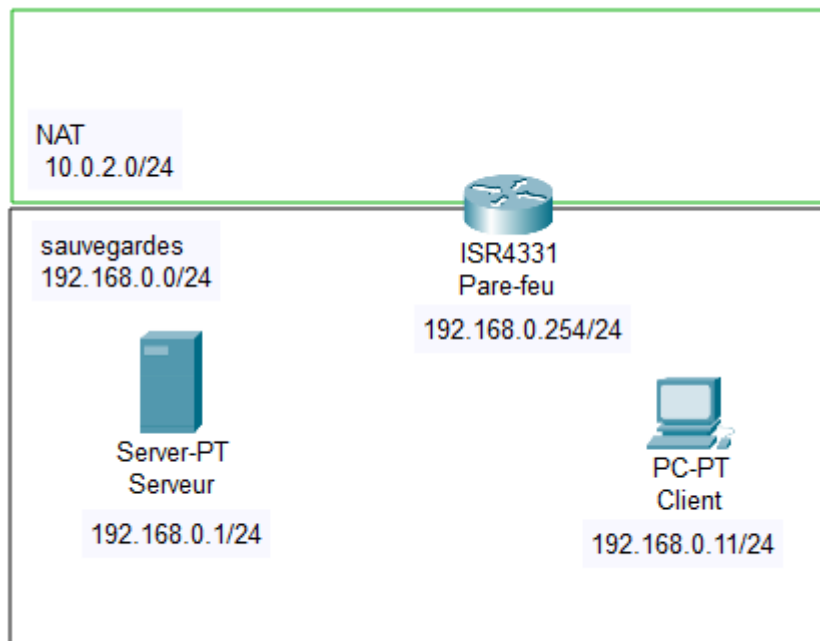 NAT
10.0.2.0/24
sauvegardes
192.168.0.0/24
ISR4331
Pare-feu
192.168.0.254/24
Server-PT
Serveur
192.168.0.1/24
PC-PT
Client
192.168.0.11/24